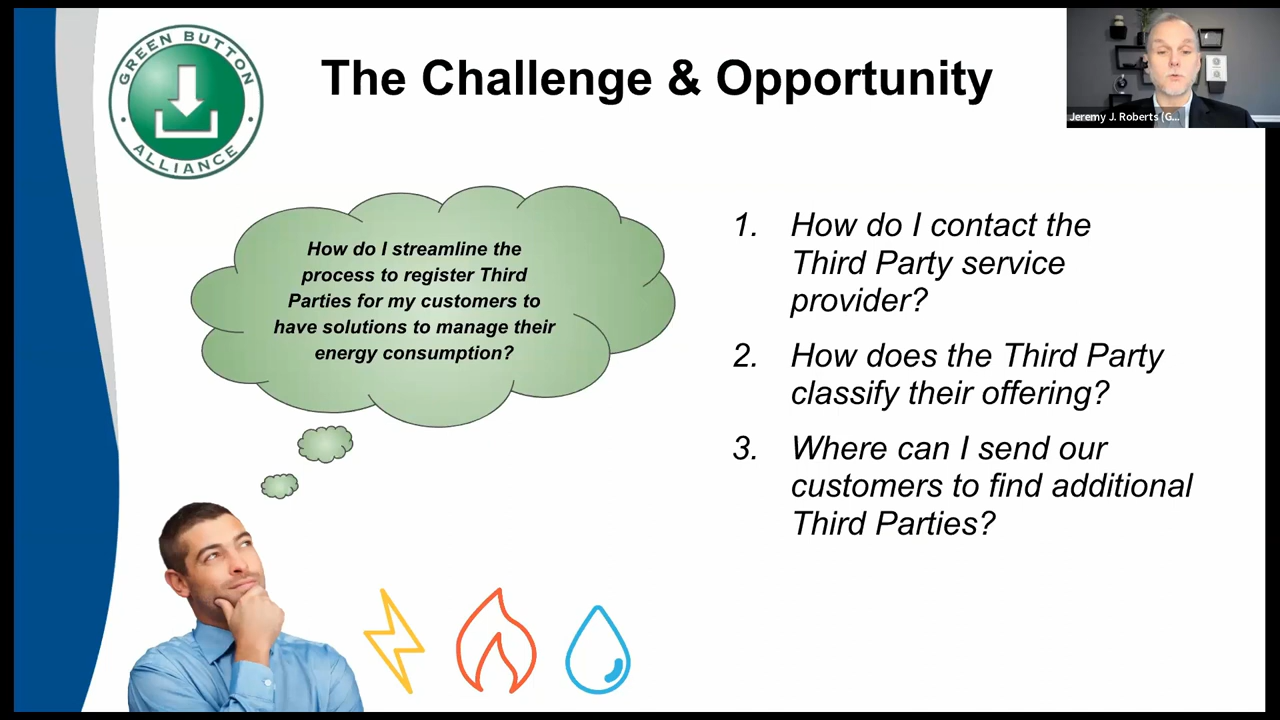 GREEN BUTTON
ALLIANCE
The Challenge & Opportunity
Jeremy J. Roberts (G...
How do I streamline the
process to register Third
Parties for my customers to
have solutions to manage their
energy consumption?
1. How do I contact the
Third Party service
provider?
2. How does the Third Party
classify their offering?
3. Where can I send our
customers to find additional
Third Parties?